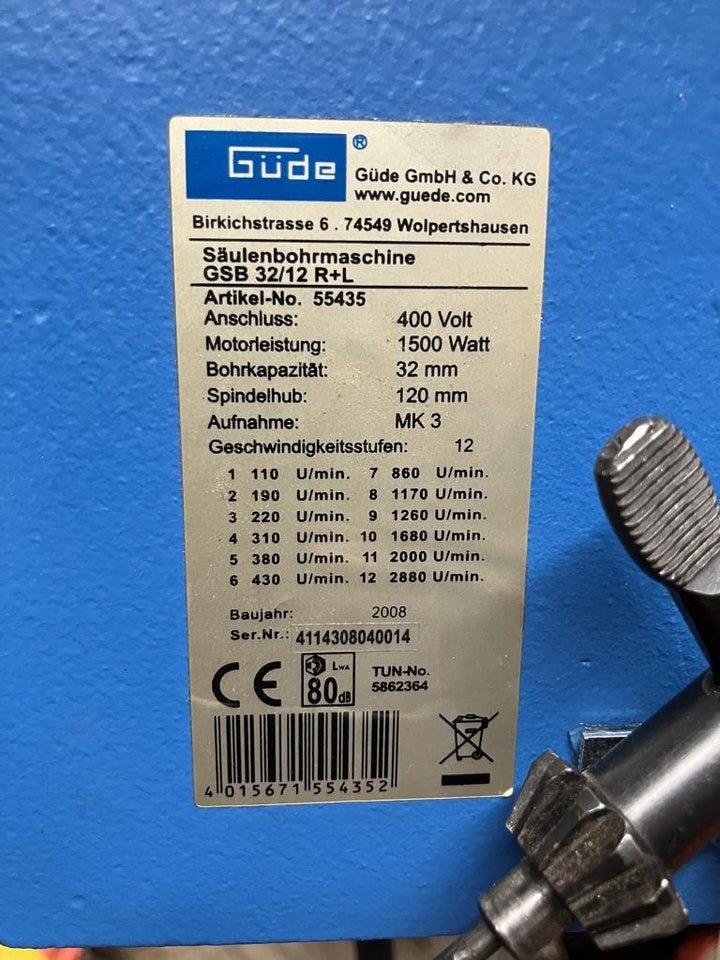 Güde ®
Güde GmbH & Co. KG
www.guede.com
Birkichstrasse 6 . 74549 Wolpertshausen
Säulenbohrmaschine
GSB 32/12 R+L
Artikel-No. 55435
Anschluss: 400 Volt
Motorleistung: 1500 Watt
Bohrkapazität: 32 mm
Spindelhub: 120 mm
Aufnahme: MK 3
Geschwindigkeitsstufen: 12
1 110 U/min. 7 860 U/min.
2 190 U/min. 8 1170 U/min.
3 220 U/min. 9 1260 U/min.
4 310 U/min. 10 1680 U/min.
5 380 U/min. 11 2000 U/min.
6 430 U/min. 12 2880 U/min.
Baujahr: 2008
Ser.Nr.: 4114308040014
CE
LWA
80dB
TUN-No.
5862364
4 015671 554352